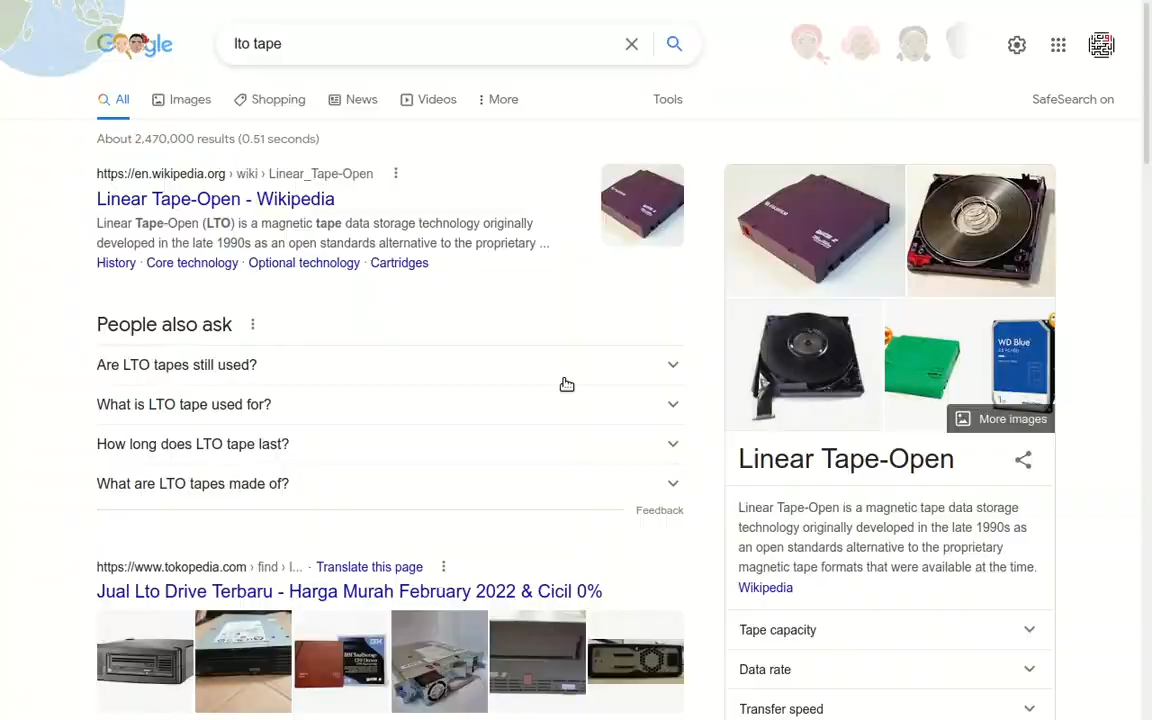 Google
lto tape
All
Images
Shopping
News
Videos
More
Tools
SafeSearch on
About 2,470,000 results (0.51 seconds)
https://en.wikipedia.org › wiki › Linear_Tape-Open
Linear Tape-Open - Wikipedia
Linear Tape-Open (LTO) is a magnetic tape data storage technology originally
developed in the late 1990s as an open standards alternative to the proprietary ...
History · Core technology · Optional technology · Cartridges
People also ask
Are LTO tapes still used?
What is LTO tape used for?
How long does LTO tape last?
What are LTO tapes made of?
Feedback
https://www.tokopedia.com › find › l... · Translate this page
Jual Lto Drive Terbaru - Harga Murah February 2022 & Cicil 0%
WD Blue
More images
Linear Tape-Open
Linear Tape-Open is a magnetic tape data storage
technology originally developed in the late 1990s as
an open standards alternative to the proprietary
magnetic tape formats that were available at the time.
Wikipedia
Tape capacity
Data rate
Transfer speed